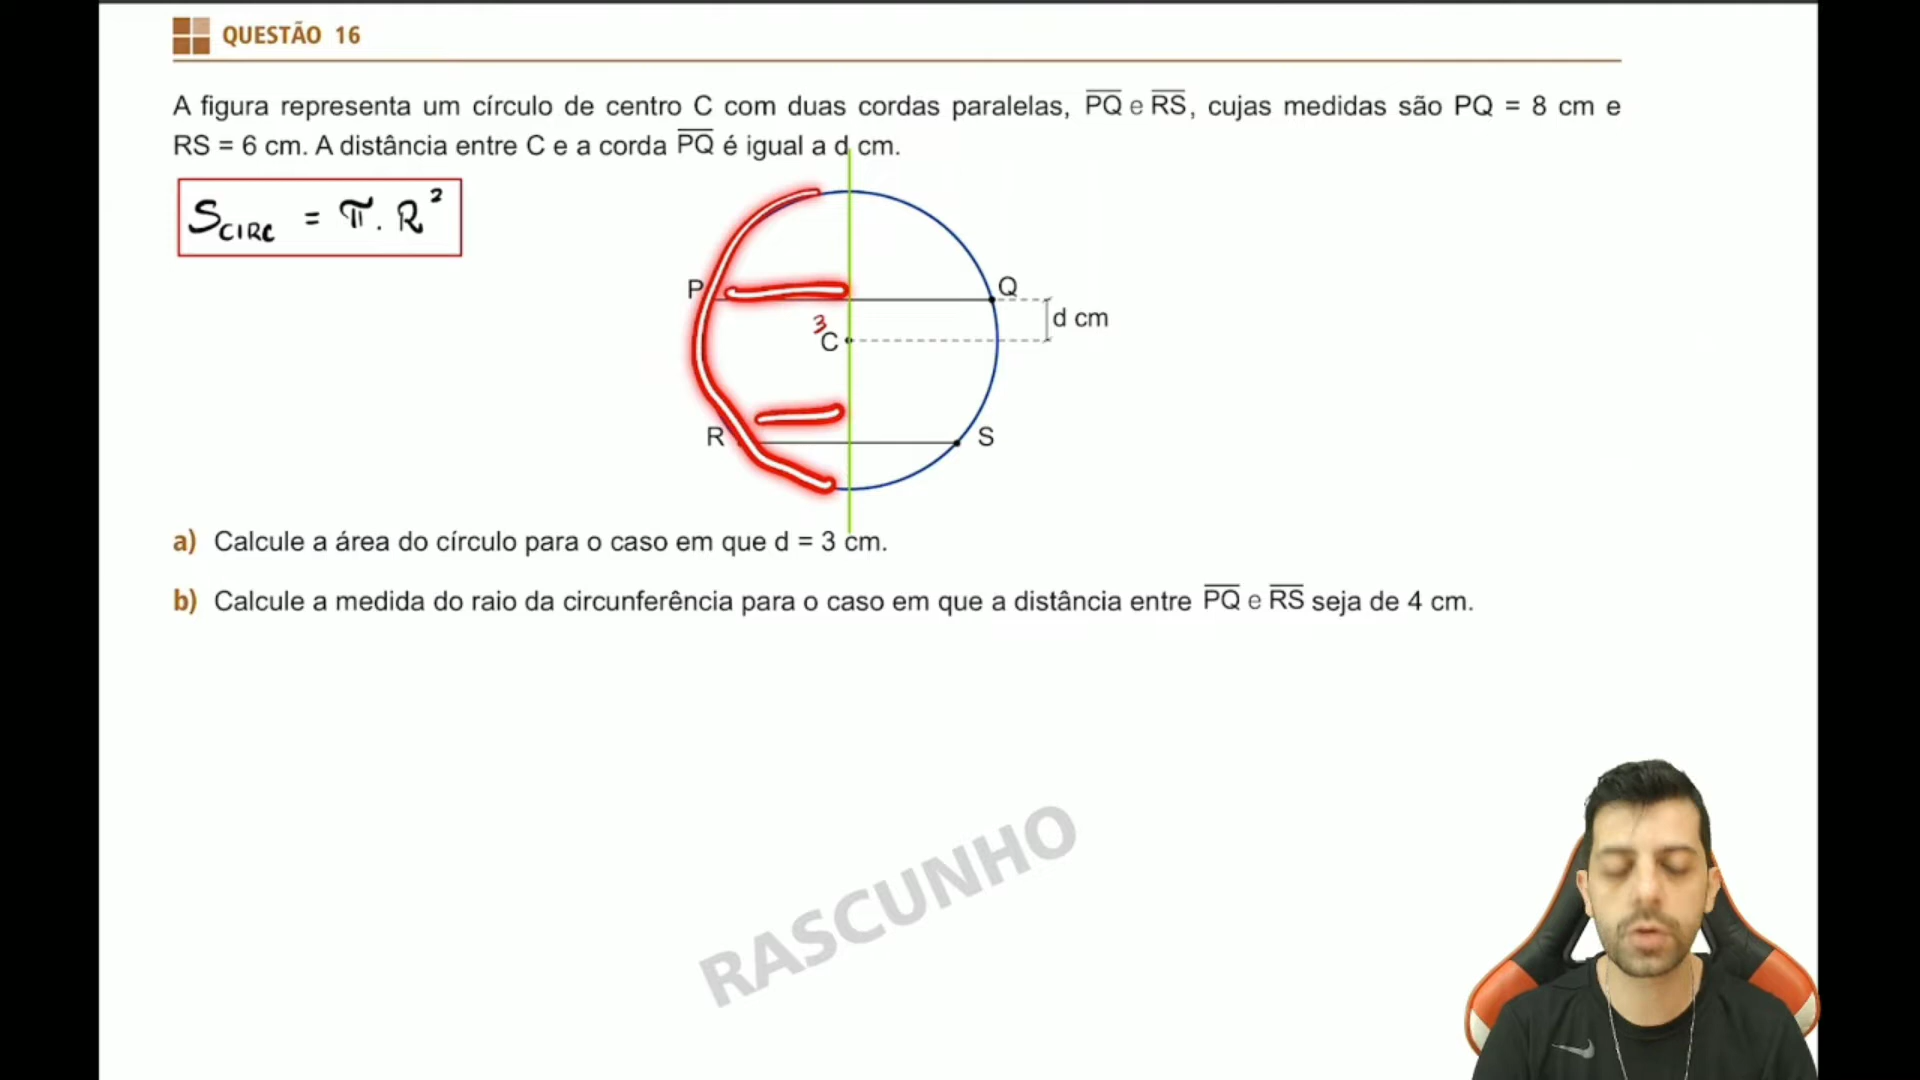 QUESTÃO 16
A figura representa um círculo de centro C com duas cordas paralelas, PQ e RS, cujas medidas são PQ = 8 cm e
RS = 6 cm. A distância entre C e a corda PQ é igual a d cm.
S CIRC = π . R²
P
Q
3
C
d cm
R
S
a) Calcule a área do círculo para o caso em que d = 3 cm.
b) Calcule a medida do raio da circunferência para o caso em que a distância entre PQ e RS seja de 4 cm.
RASCUNHO